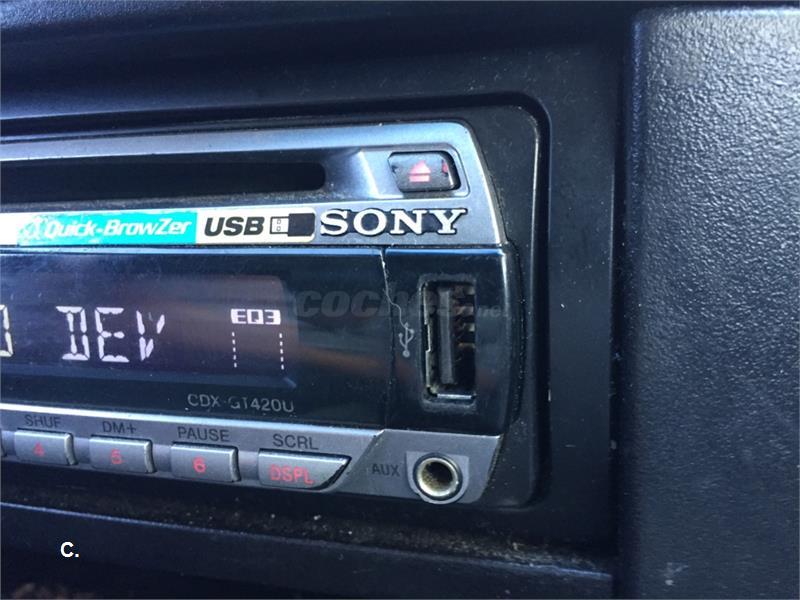 Quick-BrowZer USB SONY
coches.net
DEV EQ3
CDX-GT420U
SHUF DM+ PAUSE SCRL
4 5 6 DSPL AUX
C.